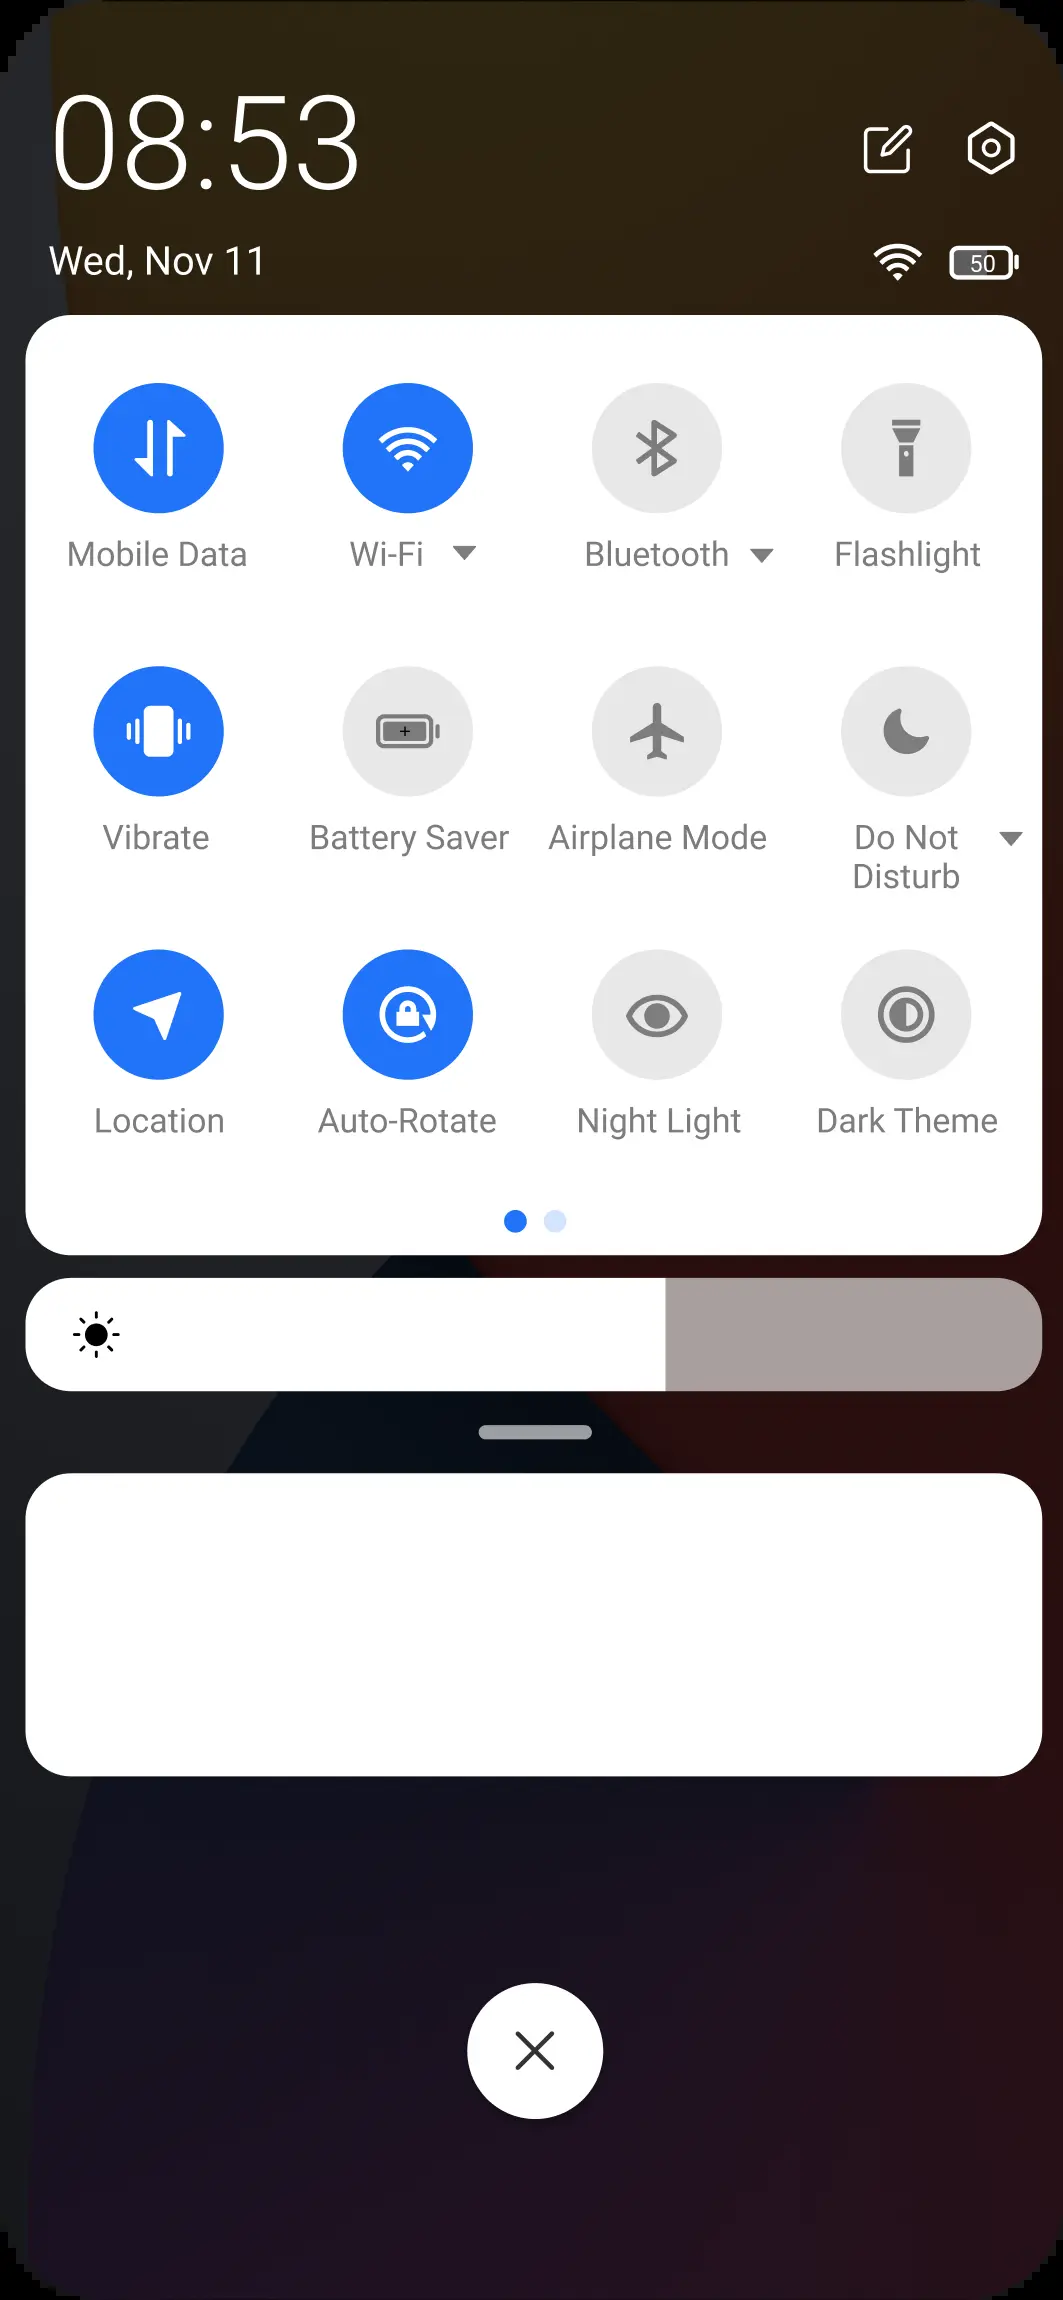 08:53
Wed, Nov 11
50
Mobile Data
Wi-Fi
Bluetooth
Flashlight
Vibrate
Battery Saver
Airplane Mode
Do Not
Disturb
Location
Auto-Rotate
Night Light
Dark Theme